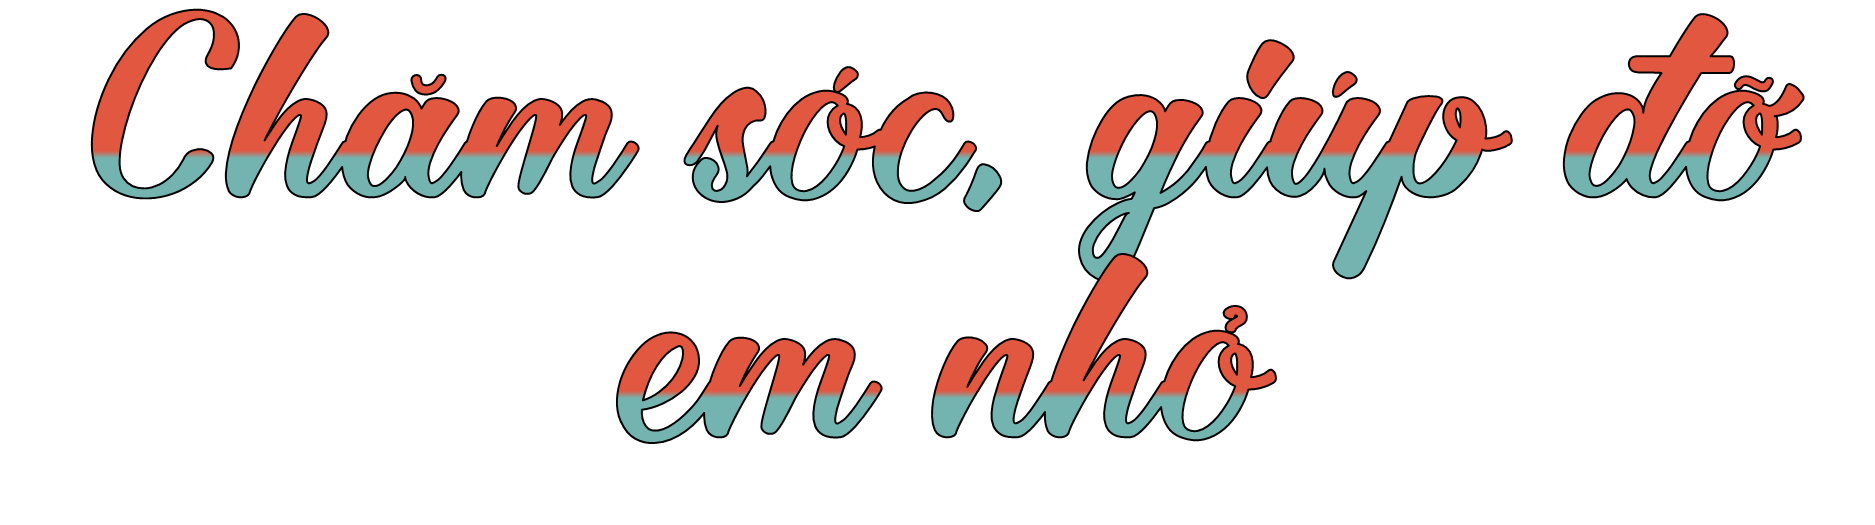 Chăm sóc, giúp đỡ
em nhỏ